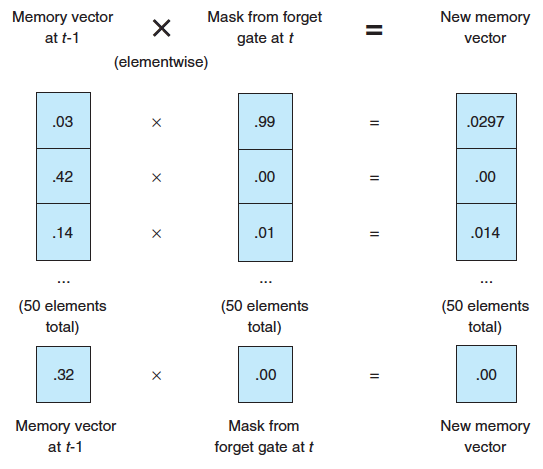 Memory vector at t-1 × Mask from forget gate at t = New memory vector
(elementwise)
.03 × .99 = .0297
.42 × .00 = .00
.14 × .01 = .014
... ... ...
(50 elements total) (50 elements total) (50 elements total)
.32 × .00 = .00
Memory vector at t-1 Mask from forget gate at t New memory vector